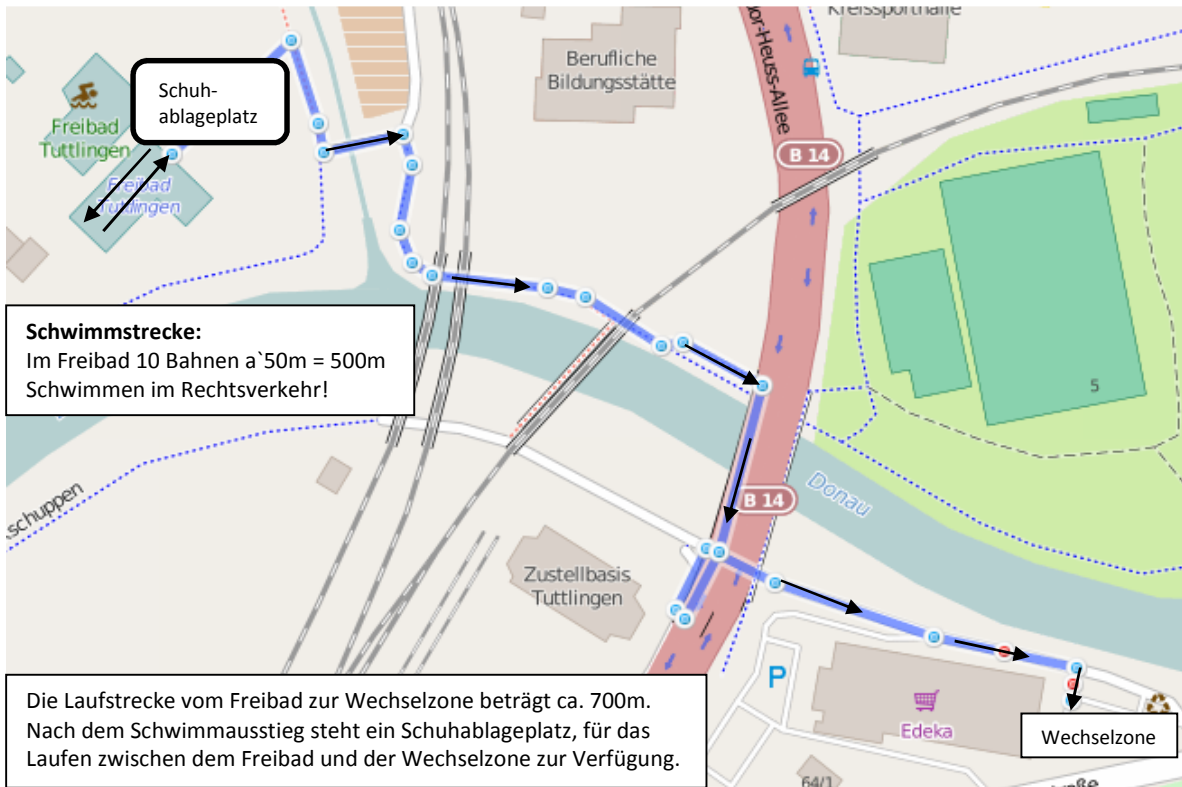 Kreissporthalle
Schuh-
ablageplatz
Freibad
Tuttlingen
Freibad
Tuttlingen
Berufliche
Bildungsstätte
or-Heuss-Allee
B 14
5
Schwimmstrecke:
Im Freibad 10 Bahnen a`50m = 500m
Schwimmen im Rechtsverkehr!
B 14
Donau
kschuppen
Zustellbasis
Tuttlingen
P
Edeka
Wechselzone
64/1
Die Laufstrecke vom Freibad zur Wechselzone beträgt ca. 700m.
Nach dem Schwimmausstieg steht ein Schuhablageplatz, für das
Laufen zwischen dem Freibad und der Wechselzone zur Verfügung.